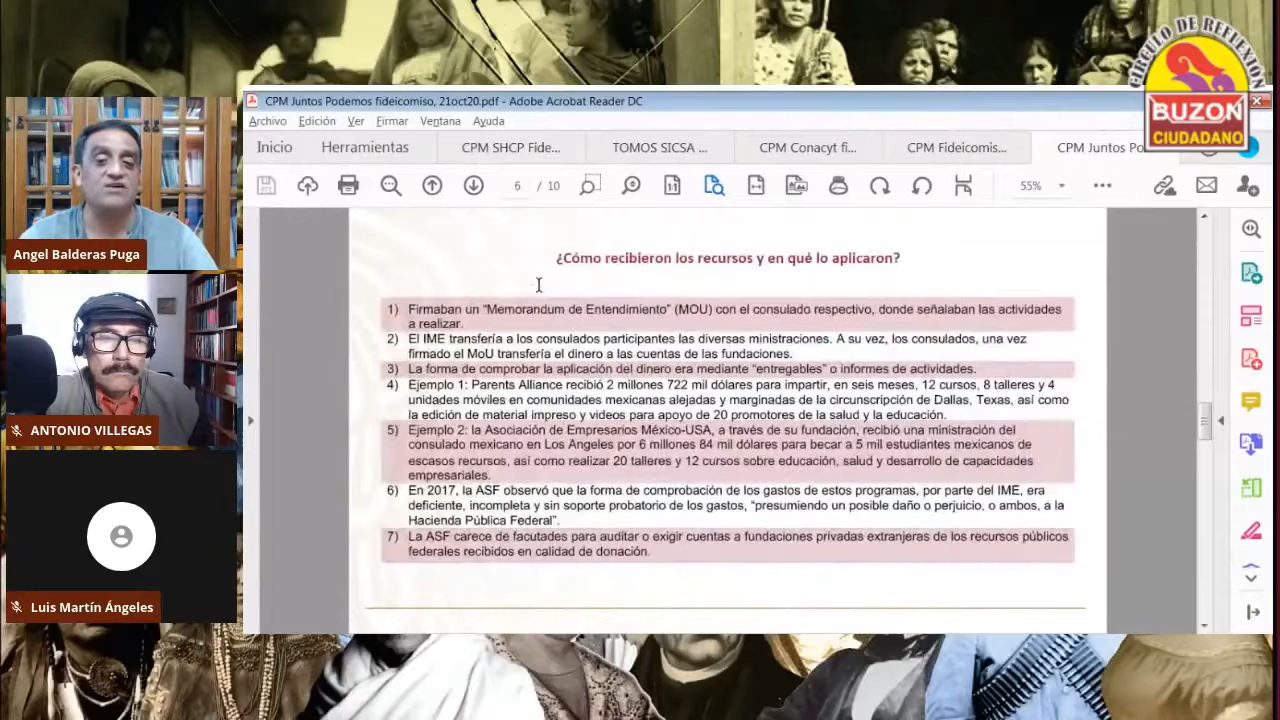 CÍRCULO DE REFLEXIÓN
BUZON
CIUDADANO
CPM Juntos Podemos fideicomiso, 21oct20.pdf - Adobe Acrobat Reader DC
Archivo Edición Ver Firmar Ventana Ayuda
Inicio Herramientas CPM SHCP Fide... TOMOS SICSA ... CPM Conacyt fi... CPM Fideicomis... CPM Juntos Po
6 / 10 55%
Angel Balderas Puga
ANTONIO VILLEGAS
Luis Martín Ángeles
¿Cómo recibieron los recursos y en qué lo aplicaron?
1) Firmaban un “Memorandum de Entendimiento” (MOU) con el consulado respectivo, donde señalaban las actividades
a realizar.
2) El IME transfería a los consulados participantes las diversas ministraciones. A su vez, los consulados, una vez
firmado el MoU transfería el dinero a las cuentas de las fundaciones.
3) La forma de comprobar la aplicación del dinero era mediante “entregables” o informes de actividades.
4) Ejemplo 1: Parents Alliance recibió 2 millones 722 mil dólares para impartir, en seis meses, 12 cursos, 8 talleres y 4
unidades móviles en comunidades mexicanas alejadas y marginadas de la circunscripción de Dallas, Texas, así como
la edición de material impreso y videos para apoyo de 20 promotores de la salud y la educación.
5) Ejemplo 2: la Asociación de Empresarios México-USA, a través de su fundación, recibió una ministración del
consulado mexicano en Los Angeles por 6 millones 84 mil dólares para becar a 5 mil estudiantes mexicanos de
escasos recursos, así como realizar 20 talleres y 12 cursos sobre educación, salud y desarrollo de capacidades
empresariales.
6) En 2017, la ASF observó que la forma de comprobación de los gastos de estos programas, por parte del IME, era
deficiente, incompleta y sin soporte probatorio de los gastos, “presumiendo un posible daño o perjuicio, o ambos, a la
Hacienda Pública Federal”.
7) La ASF carece de facutades para auditar o exigir cuentas a fundaciones privadas extranjeras de los recursos públicos
federales recibidos en calidad de donación.